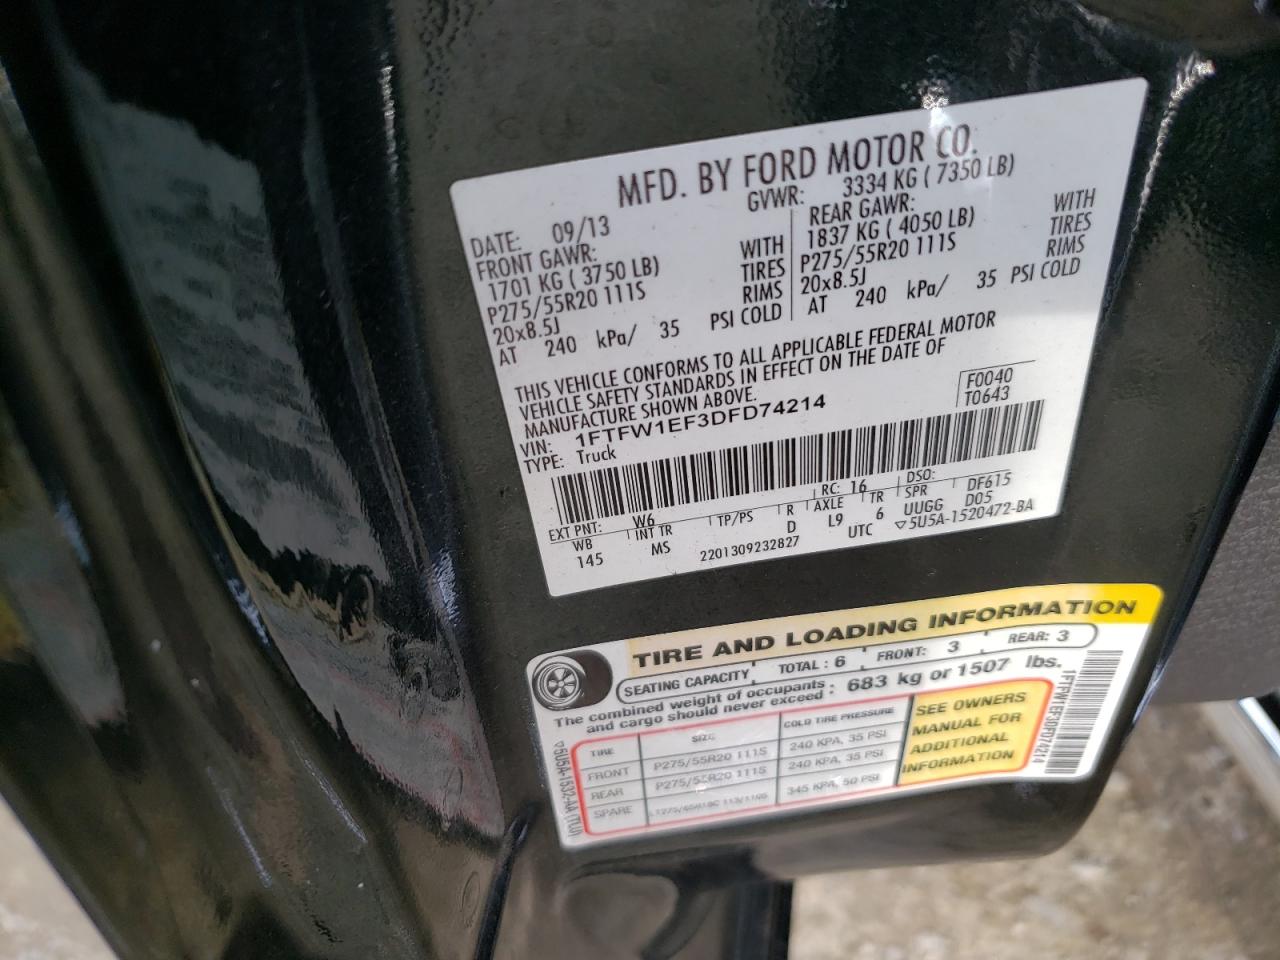 MFD. BY FORD MOTOR CO.
DATE: 09/13 GVWR: 3334 KG ( 7350 LB)
FRONT GAWR: REAR GAWR:
1701 KG ( 3750 LB) WITH 1837 KG ( 4050 LB) WITH
P275/55R20 111S TIRES P275/55R20 111S TIRES
20x8.5J RIMS 20x8.5J RIMS
AT 240 kPa/ 35 PSI COLD AT 240 kPa/ 35 PSI COLD
THIS VEHICLE CONFORMS TO ALL APPLICABLE FEDERAL MOTOR
VEHICLE SAFETY STANDARDS IN EFFECT ON THE DATE OF
MANUFACTURE SHOWN ABOVE.
F0040
T0643
VIN: 1FTFW1EF3DFD74214
TYPE: Truck
EXT PNT: W6 RC: 16 DSO: DF615
WB INT TR TP/PS R AXLE TR SPR D05
145 MS D L9 6 UUGG
2201309232827 UTC ▽5U5A-1520472-BA
TIRE AND LOADING INFORMATION
SEATING CAPACITY TOTAL : 6 FRONT: 3 REAR: 3
The combined weight of occupants and cargo should never exceed : 683 kg or 1507 lbs.
TIRE SIZE COLD TIRE PRESSURE
FRONT P275/55R20 111S 240 KPA, 35 PSI
REAR P275/55R20 111S 240 KPA, 35 PSI
SPARE 345 KPA, 50 PSI
SEE OWNERS
MANUAL FOR
ADDITIONAL
INFORMATION
▽5U5A-1532-AA (TLU)
1FTFW1EF3DFD74214